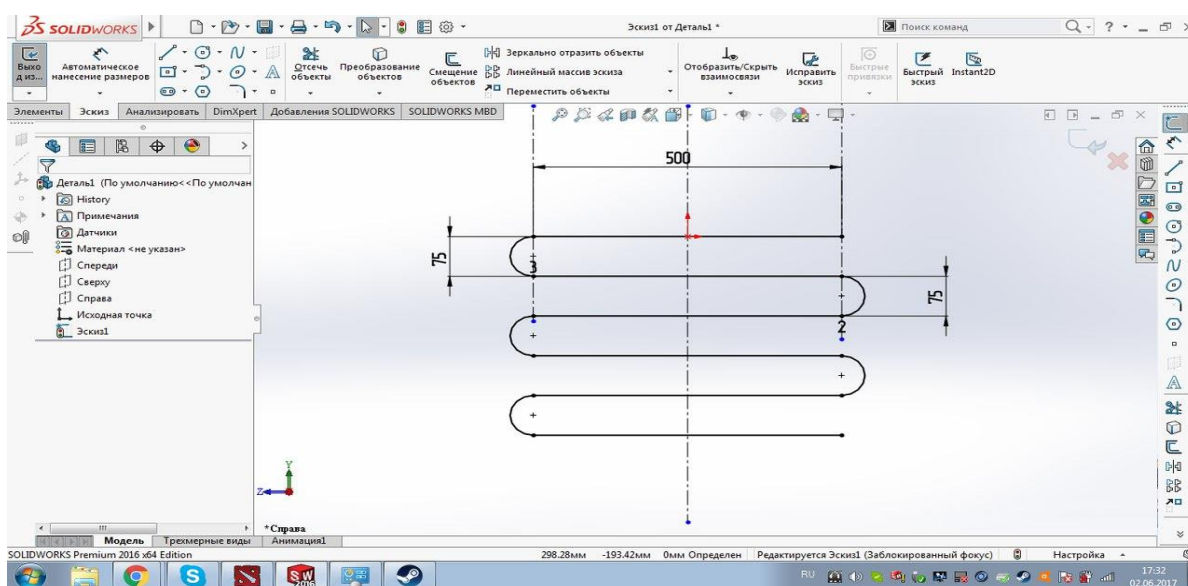 SOLIDWORKS
Эскиз1 от Деталь1 *
Поиск команд
?
Выхо
д из...
Автоматическое
нанесение размеров
Отсечь
объекты
Преобразование
объектов
Смещение
объектов
Зеркально отразить объекты
Линейный массив эскиза
Переместить объекты
Отобразить/Скрыть
взаимосвязи
Исправить
эскиз
Быстрые
привязки
Быстрый
эскиз
Instant2D
Элементы
Эскиз
Анализировать
DimXpert
Добавления SOLIDWORKS
SOLIDWORKS MBD
Деталь1 (По умолчанию<<По умолчан
History
Примечания
Датчики
Материал <не указан>
Спереди
Сверху
Справа
Исходная точка
Эскиз1
500
75
3
75
2
Y
Z
*Справа
Модель
Трехмерные виды
Анимация1
SOLIDWORKS Premium 2016 x64 Edition
298.28мм
-193.42мм
0мм
Определен
Редактируется Эскиз1 (Заблокированный фокус)
Настройка
SW
2016
RU
17:32
02.06.2017